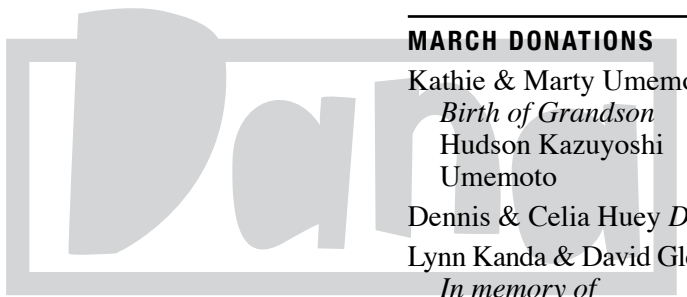 Dana
MARCH DONATIONS
Kathie & Marty
Birth of Grandson
Hudson Kazuyoshi
Umemoto
Dennis & Celia Huey
Lynn Kanda & David
In memory of